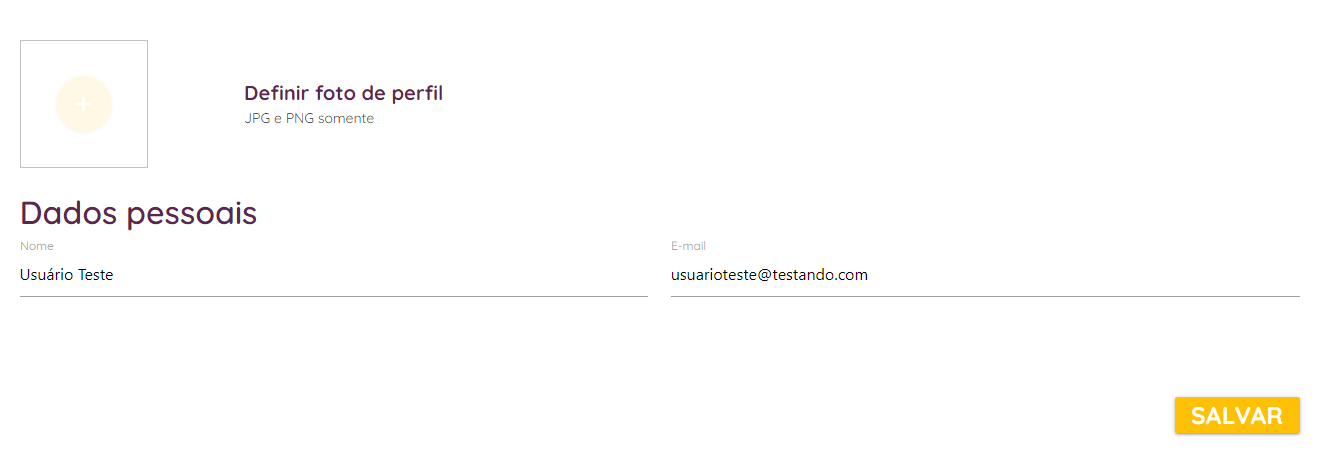 +
Definir foto de perfil
JPG e PNG somente
Dados pessoais
Nome
E-mail
Usuário Teste
usuarioteste@testando.com
SALVAR